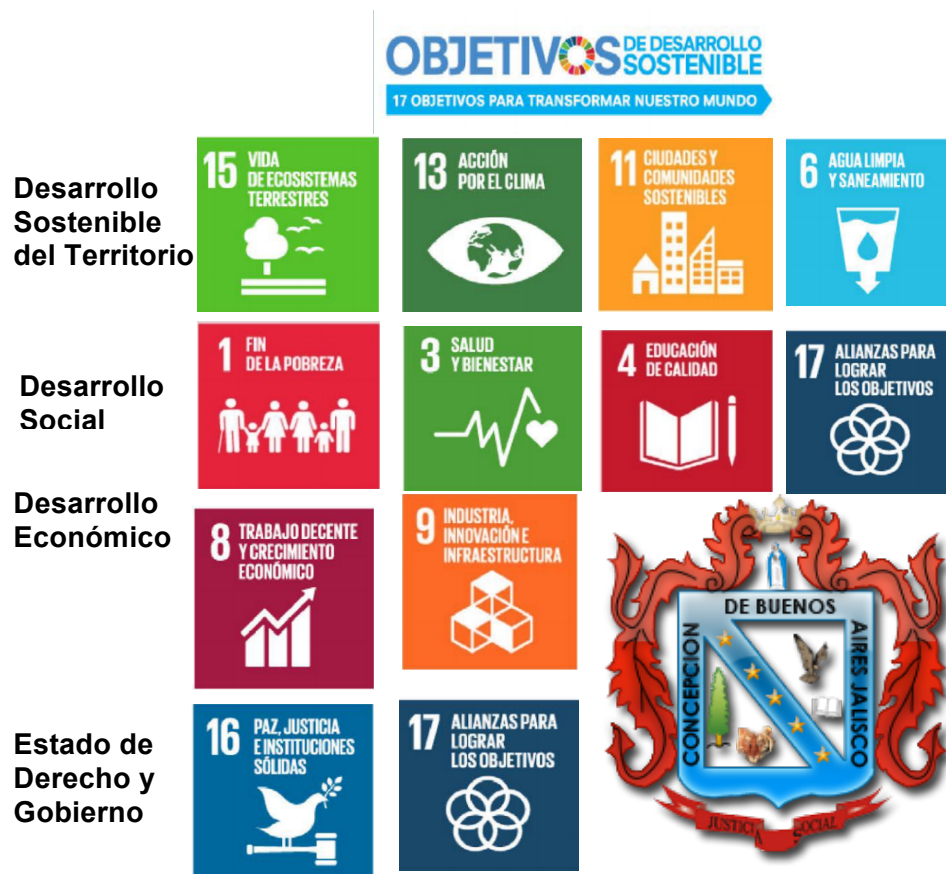 OBJETIVOS DE DESARROLLO
SOSTENIBLE
17 OBJETIVOS PARA TRANSFORMAR NUESTRO MUNDO
Desarrollo
Sostenible
del Territorio
15 VIDA
DE ECOSISTEMAS
TERRESTRES
13 ACCIÓN
POR EL CLIMA
11 CIUDADES Y
COMUNIDADES
SOSTENIBLES
6 AGUA LIMPIA
Y SANEAMIENTO
Desarrollo
Social
1 FIN
DE LA POBREZA
3 SALUD
Y BIENESTAR
4 EDUCACIÓN
DE CALIDAD
17 ALIANZAS PARA
LOGRAR
LOS OBJETIVOS
Desarrollo
Económico
8 TRABAJO DECENTE
Y CRECIMIENTO
ECONÓMICO
9 INDUSTRIA,
INNOVACIÓN E
INFRAESTRUCTURA
Estado de
Derecho y
Gobierno
16 PAZ, JUSTICIA
E INSTITUCIONES
SÓLIDAS
17 ALIANZAS PARA
LOGRAR
LOS OBJETIVOS
CONCEPCION
DE BUENOS
AIRES JALISCO
JUSTICIA SOCIAL